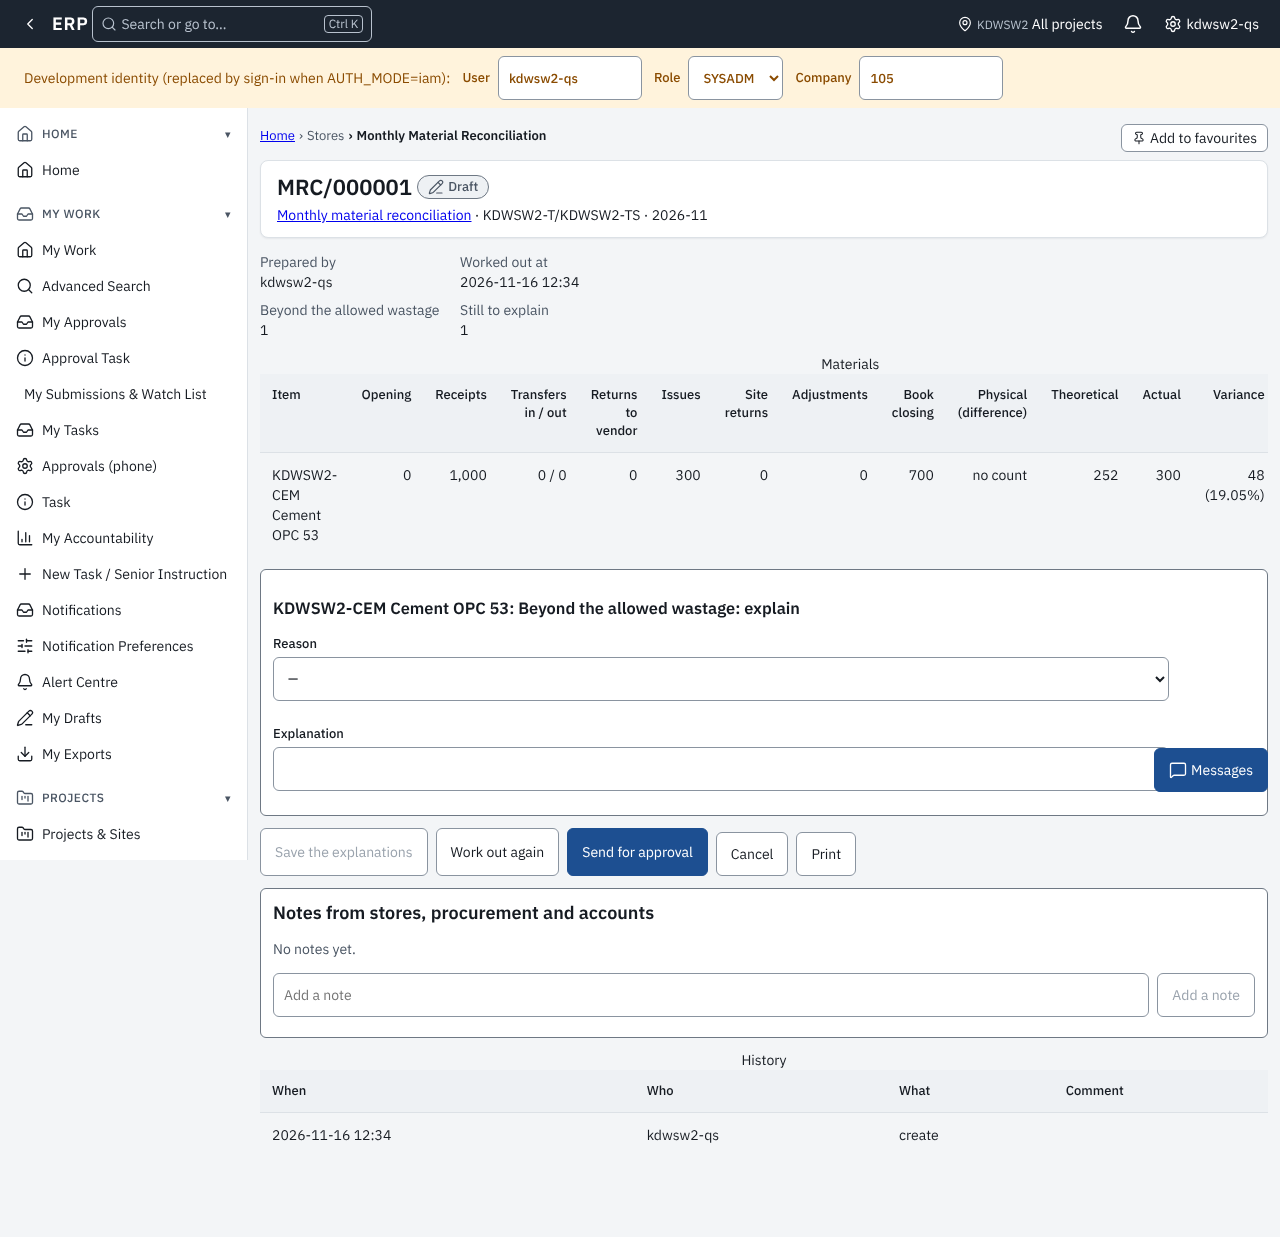 ERP
Search or go to...
Ctrl K
KDWSW2 All projects
kdwsw2-qs
Development identity (replaced by sign-in when AUTH_MODE=iam):
User
kdwsw2-qs
Role
SYSADM
Company
105
HOME
Home
MY WORK
My Work
Advanced Search
My Approvals
Approval Task
My Submissions & Watch List
My Tasks
Approvals (phone)
Task
My Accountability
New Task / Senior Instruction
Notifications
Notification Preferences
Alert Centre
My Drafts
My Exports
PROJECTS
Projects & Sites
Home › Stores › Monthly Material Reconciliation
Add to favourites
MRC/000001
Draft
Monthly material reconciliation · KDWSW2-T/KDWSW2-TS · 2026-11
Prepared by
kdwsw2-qs
Worked out at
2026-11-16 12:34
Beyond the allowed wastage
1
Still to explain
1
Materials
Item
Opening
Receipts
Transfers in / out
Returns to vendor
Issues
Site returns
Adjustments
Book closing
Physical (difference)
Theoretical
Actual
Variance
KDWSW2-CEM Cement OPC 53
0
1,000
0 / 0
0
300
0
0
700
no count
252
300
48 (19.05%)
KDWSW2-CEM Cement OPC 53: Beyond the allowed wastage: explain
Reason
—
Explanation
Messages
Save the explanations
Work out again
Send for approval
Cancel
Print
Notes from stores, procurement and accounts
No notes yet.
Add a note
Add a note
History
When
Who
What
Comment
2026-11-16 12:34
kdwsw2-qs
create